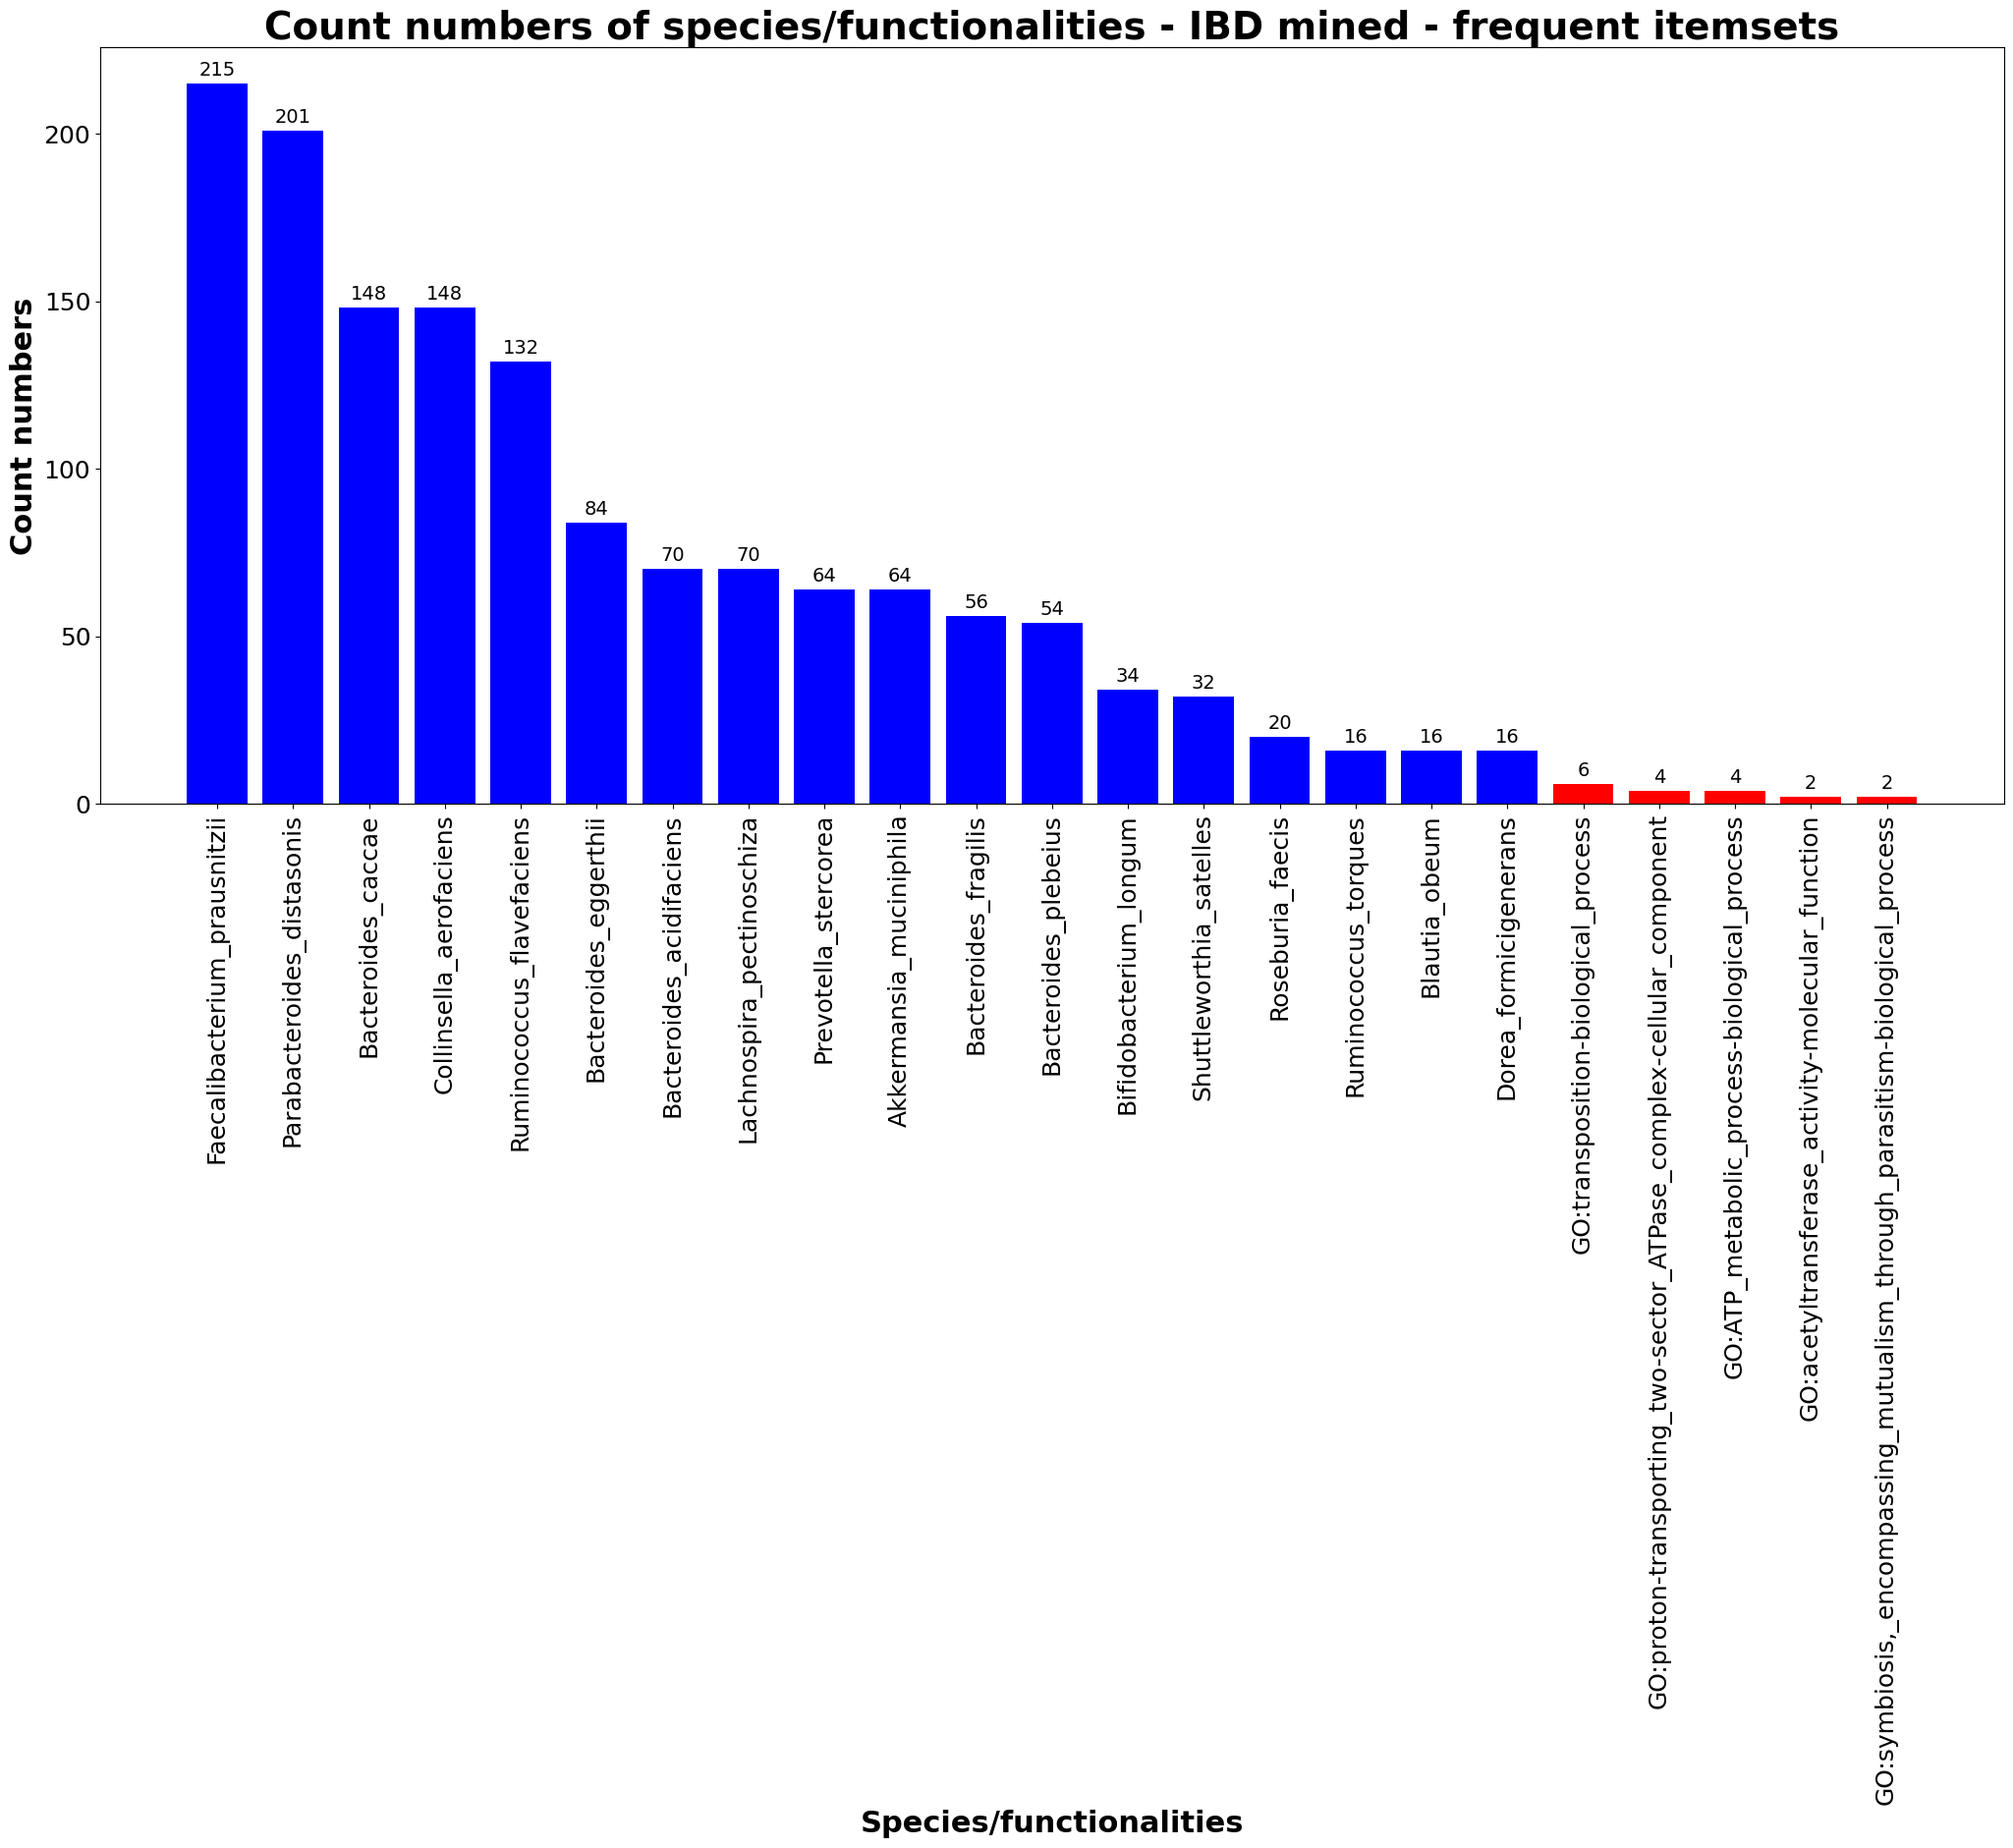 Count numbers of species/functionalities - IBD mined - frequent itemsets
Count numbers
200
150
100
50
0
215
201
148
148
132
84
70
70
64
64
56
54
34
32
20
16
16
16
6
4
4
2
2
Faecalibacterium_prausnitzii
Parabacteroides_distasonis
Bacteroides_caccae
Collinsella_aerofaciens
Ruminococcus_flavefaciens
Bacteroides_eggerthii
Bacteroides_acidifaciens
Lachnospira_pectinoschiza
Prevotella_stercorea
Akkermansia_muciniphila
Bacteroides_fragilis
Bacteroides_plebeius
Bifidobacterium_longum
Shuttleworthia_satelles
Roseburia_faecis
Ruminococcus_torques
Blautia_obeum
Dorea_formicigenerans
GO:transposition-biological_process
GO:proton-transporting_two-sector_ATPase_complex-cellular_component
GO:ATP_metabolic_process-biological_process
GO:acetyltransferase_activity-molecular_function
GO:symbiosis,_encompassing_mutualism_through_parasitism-biological_process
Species/functionalities